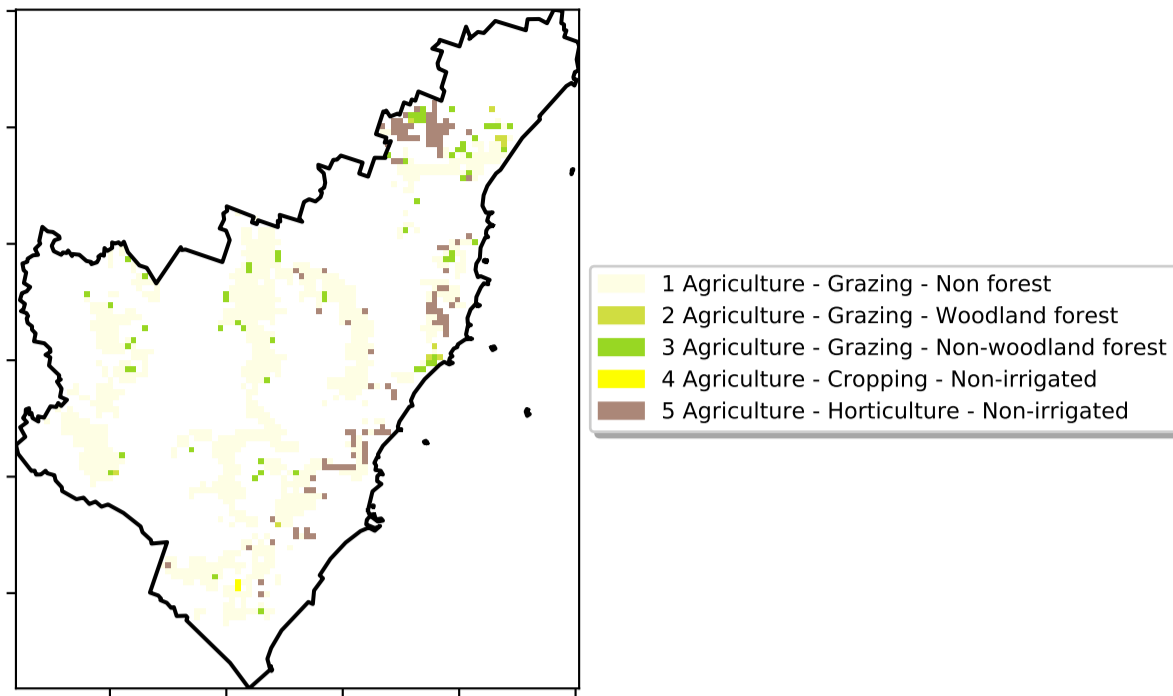 1 Agriculture - Grazing - Non forest
2 Agriculture - Grazing - Woodland forest
3 Agriculture - Grazing - Non-woodland forest
4 Agriculture - Cropping - Non-irrigated
5 Agriculture - Horticulture - Non-irrigated